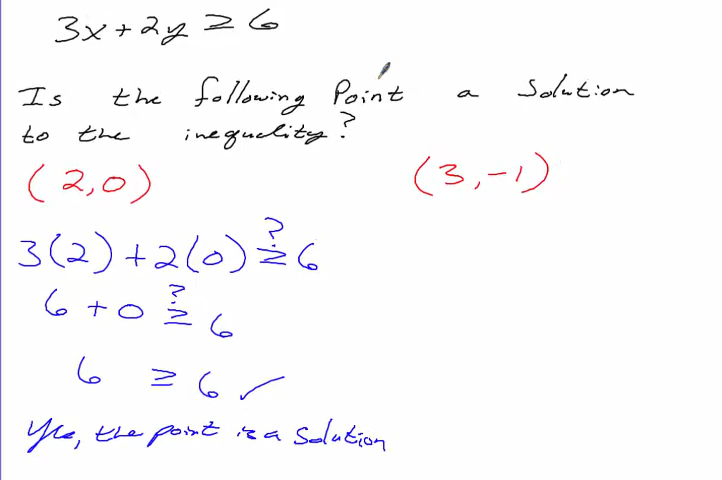 3x + 2y ≥ 6
Is the following Point a Solution
to the inequality?
(2,0) (3,-1)
3(2) + 2(0) ≥? 6
6 + 0 ≥? 6
6 ≥ 6 ✓
Yes, the point is a solution